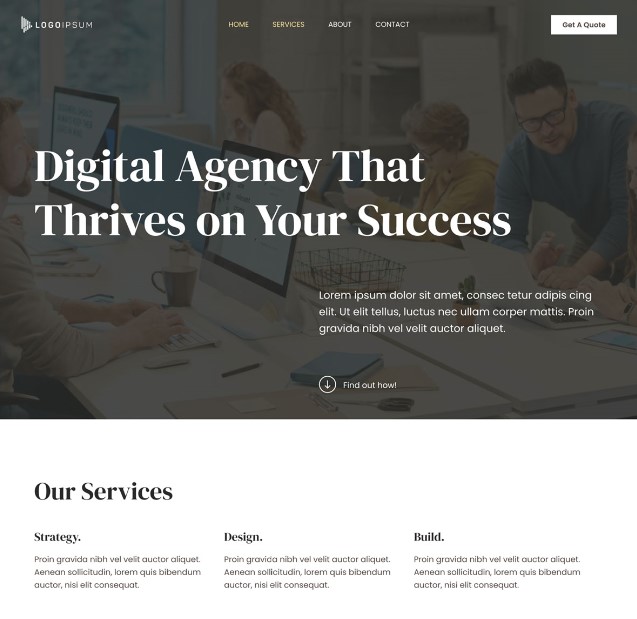 LOGOIPSUM
HOME SERVICES ABOUT CONTACT
Get A Quote
Digital Agency That
Thrives on Your Success
Lorem ipsum dolor sit amet, consec tetur adipis cing
elit. Ut elit tellus, luctus nec ullam corper mattis. Proin
gravida nibh vel velit auctor aliquet.
Find out how!
Our Services
Strategy.
Proin gravida nibh vel velit auctor aliquet.
Aenean sollicitudin, lorem quis bibendum
auctor, nisi elit consequat.
Design.
Proin gravida nibh vel velit auctor aliquet.
Aenean sollicitudin, lorem quis bibendum
auctor, nisi elit consequat.
Build.
Proin gravida nibh vel velit auctor aliquet.
Aenean sollicitudin, lorem quis bibendum
auctor, nisi elit consequat.